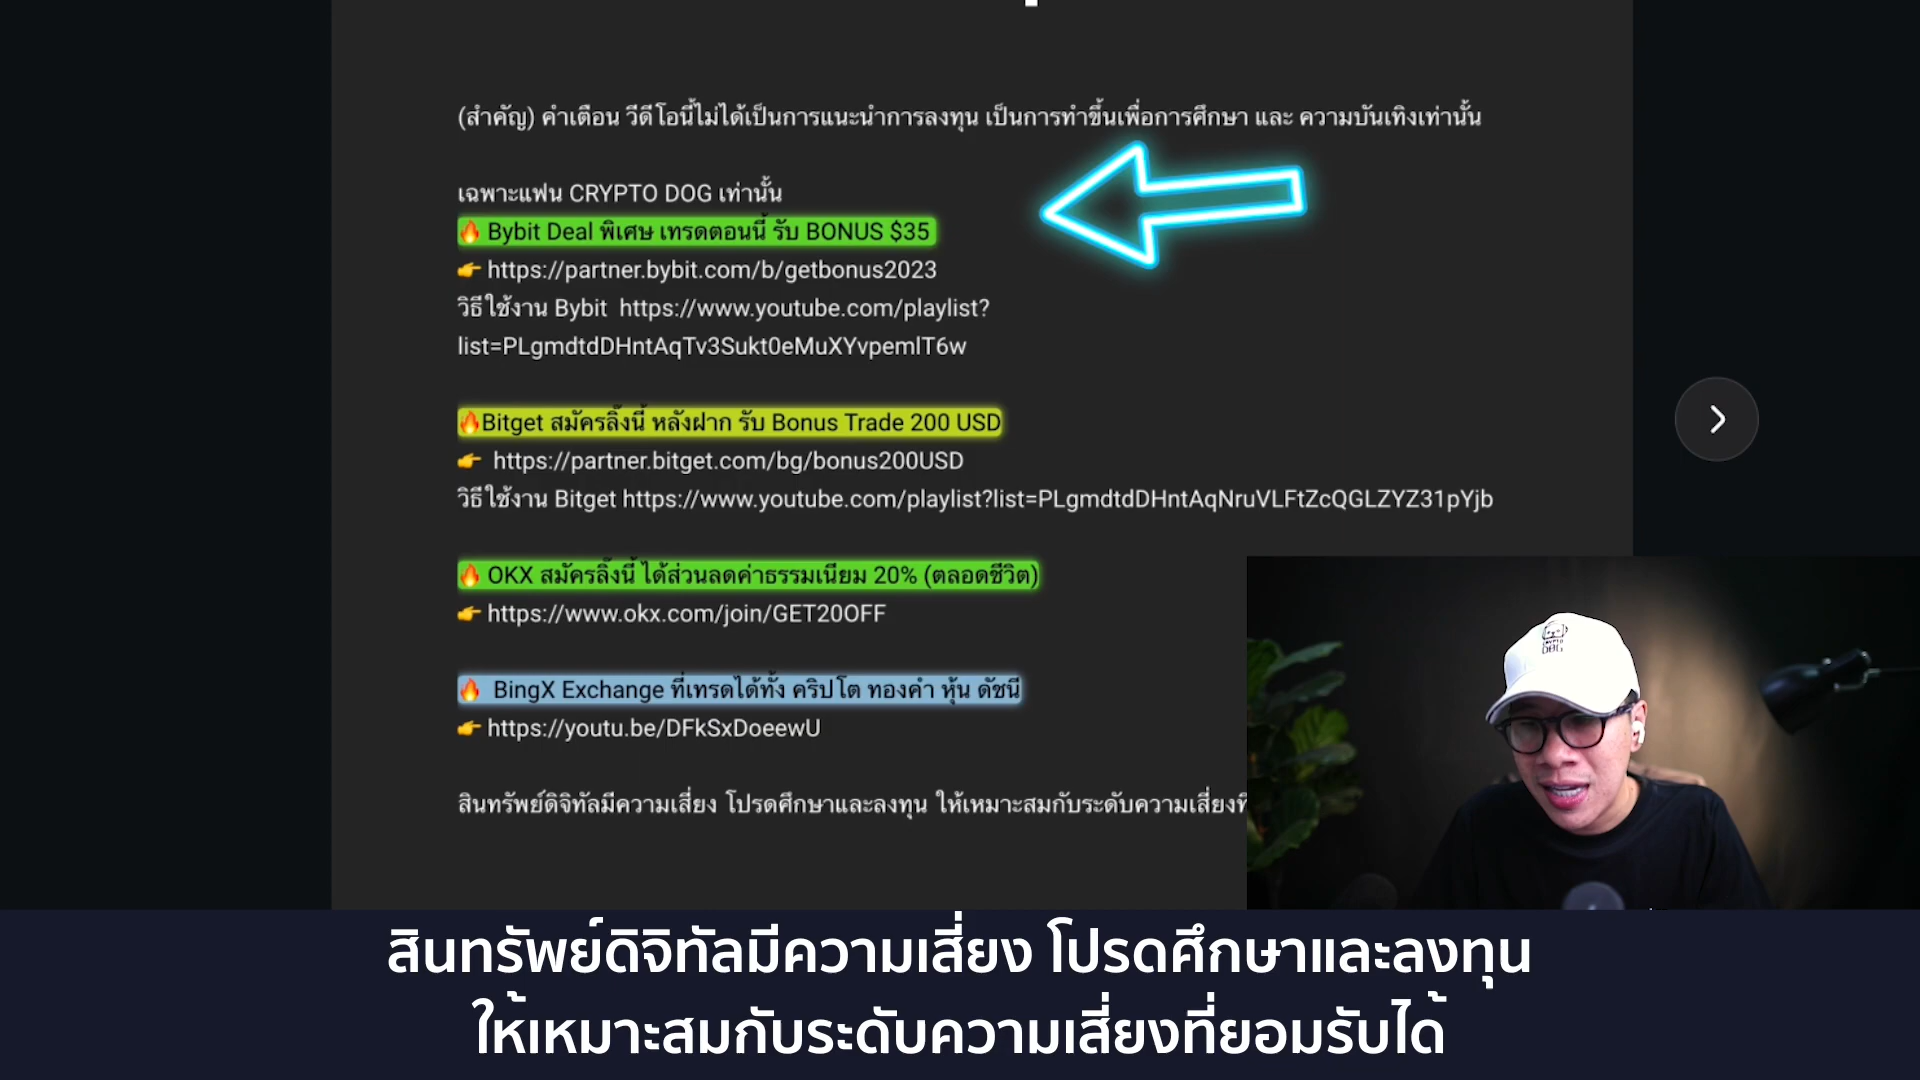 (สำคัญ) คำเตือน วีดีโอนี้ไม่ได้เป็นการแนะนำการลงทุน เป็นการทำขึ้นเพื่อการศึกษา และ ความบันเทิงเท่านั้น
เฉพาะแฟน CRYPTO DOG เท่านั้น
🔥 Bybit Deal พิเศษ เทรดตอนนี้ รับ BONUS $35
👉 https://partner.bybit.com/b/getbonus2023
วิธีใช้งาน Bybit https://www.youtube.com/playlist?
list=PLgmdtdDHntAqTv3Sukt0eMuXYvpemlT6w
🔥Bitget สมัครลิ๊งนี้ หลังฝาก รับ Bonus Trade 200 USD
👉 https://partner.bitget.com/bg/bonus200USD
วิธีใช้งาน Bitget https://www.youtube.com/playlist?list=PLgmdtdDHntAqNruVLFtZcQGLZYZ31pYjb
🔥 OKX สมัครลิ๊งนี้ ได้ส่วนลดค่าธรรมเนียม 20% (ตลอดชีวิต)
👉 https://www.okx.com/join/GET20OFF
🔥 BingX Exchange ที่เทรดได้ทั้ง คริปโต ทองคำ หุ้น ดัชนี
👉 https://youtu.be/DFkSxDoeewU
สินทรัพย์ดิจิทัลมีความเสี่ยง โปรดศึกษาและลงทุน ให้เหมาะสมกับระดับความเสี่ยง
CRYPTO
DOG
สินทรัพย์ดิจิทัลมีความเสี่ยง โปรดศึกษาและลงทุน
ให้เหมาะสมกับระดับความเสี่ยงที่ยอมรับได้